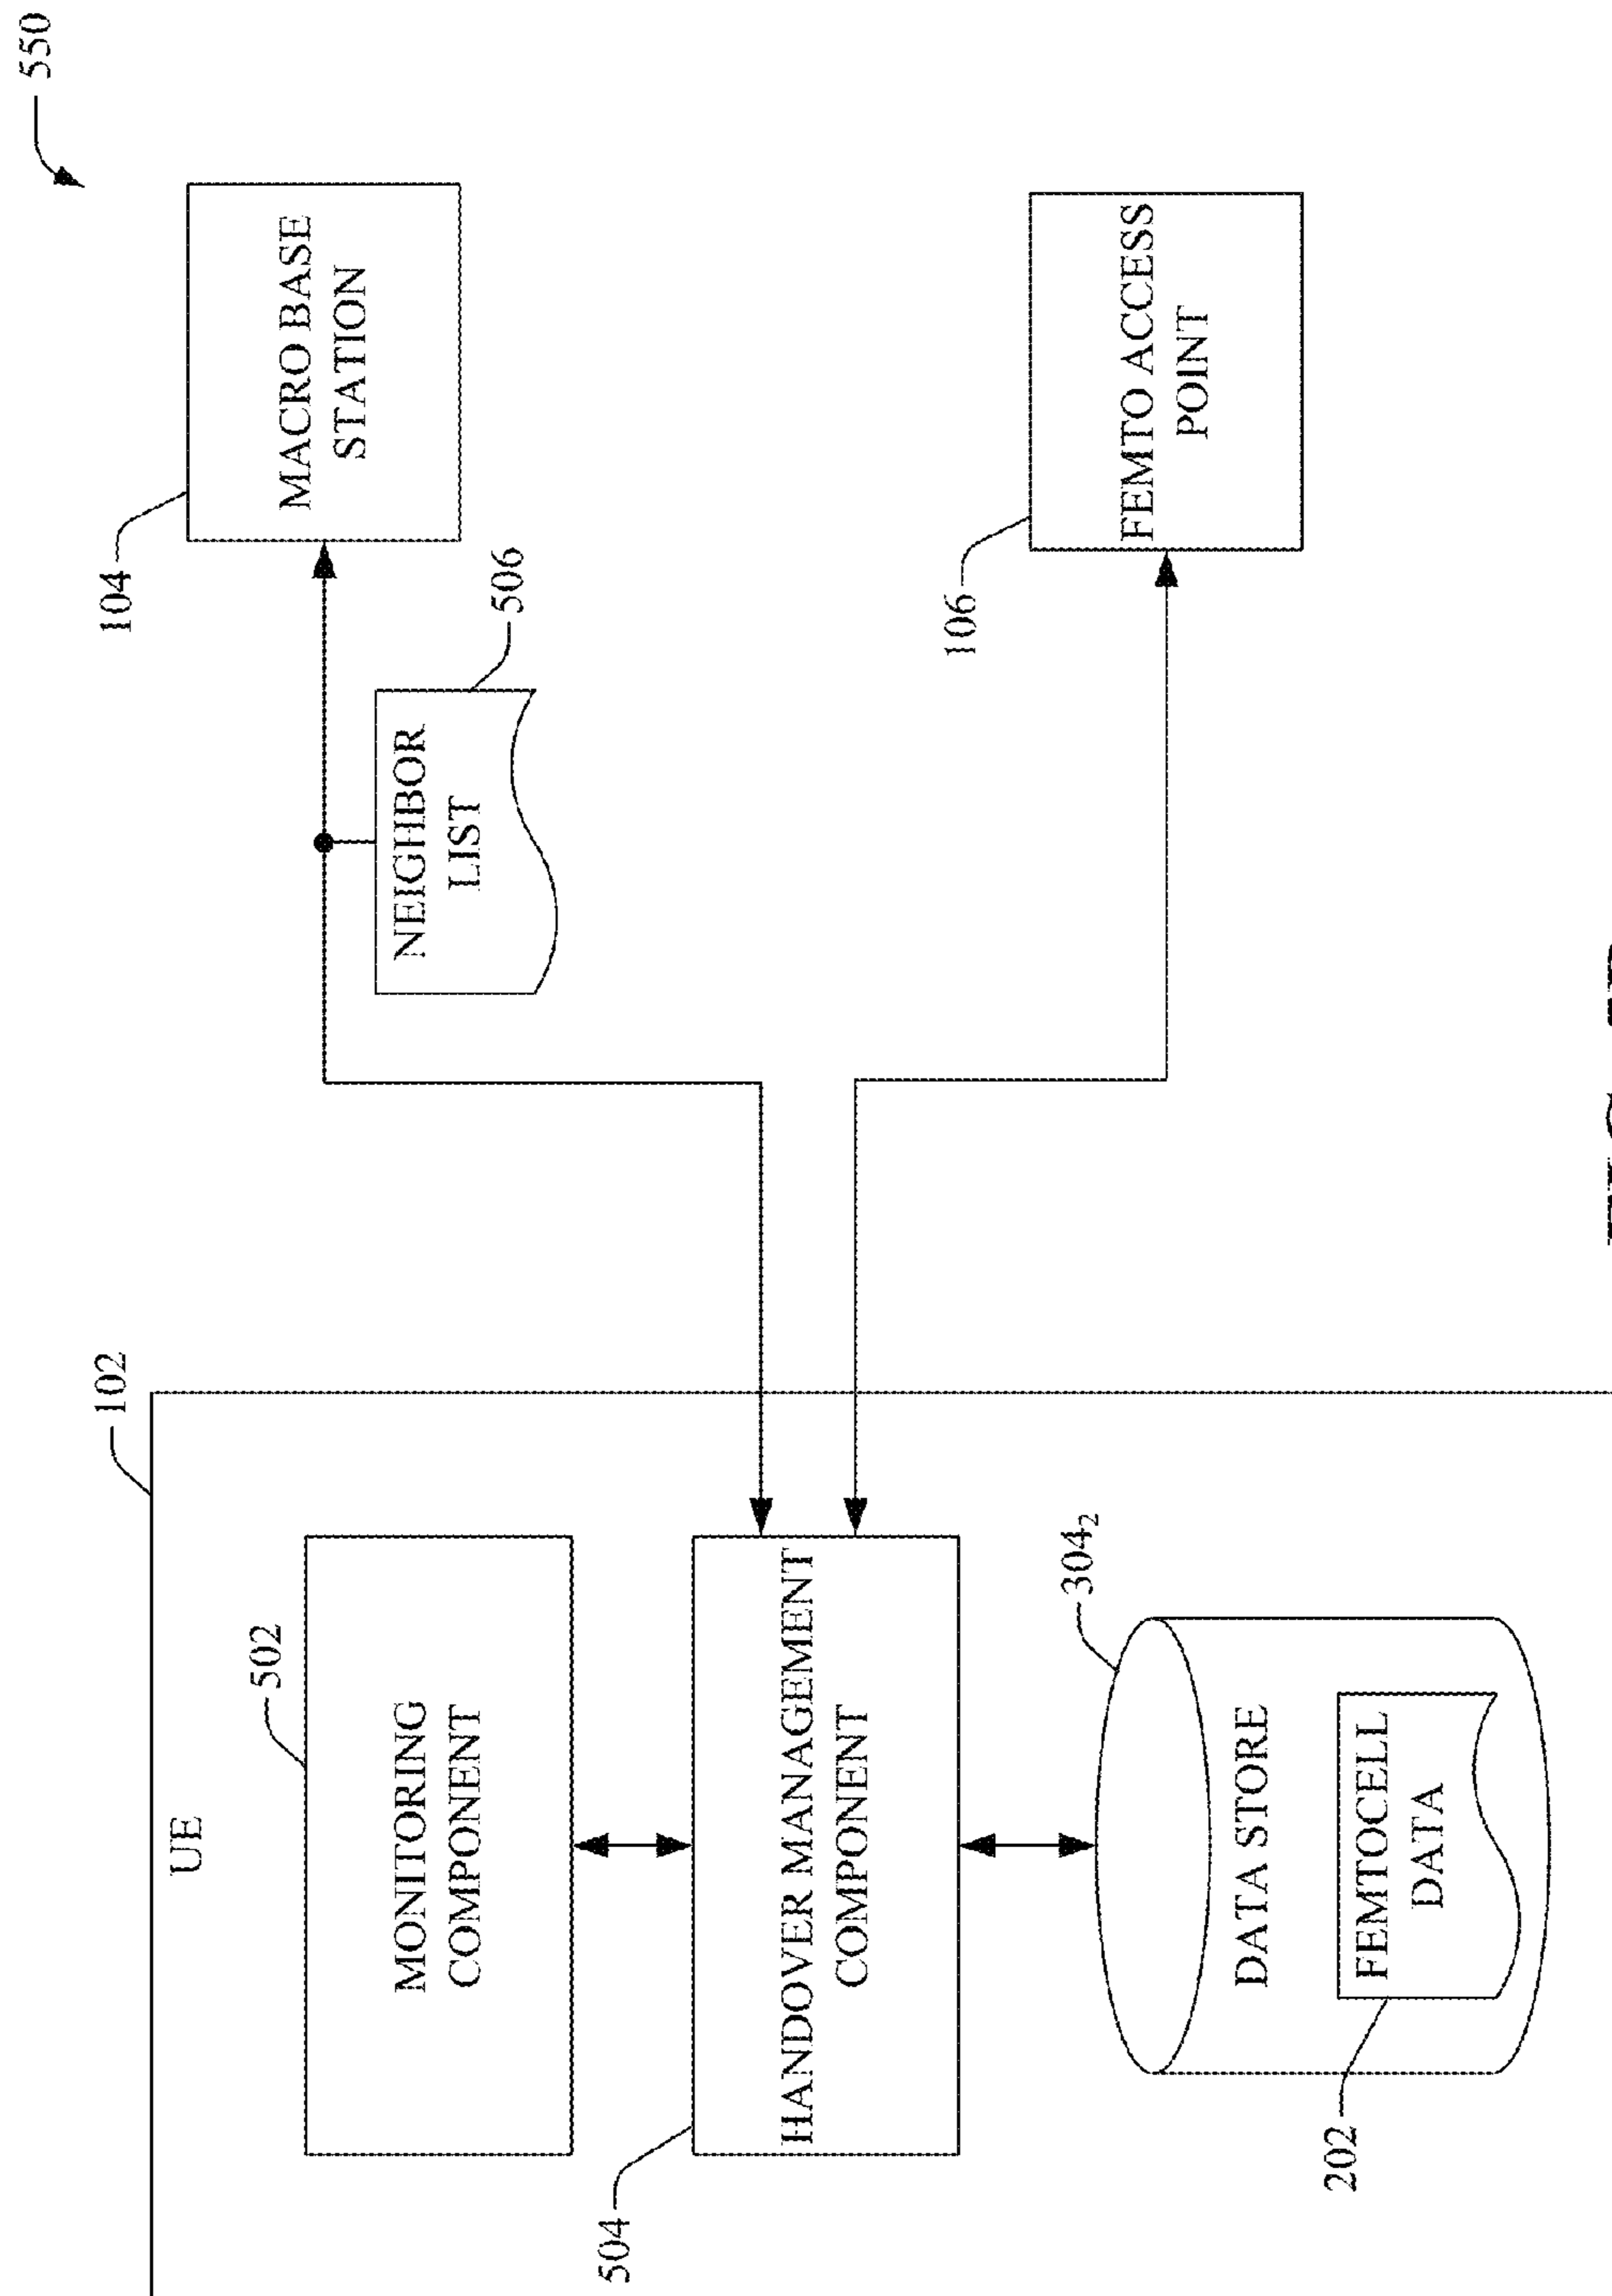 550
102
UE
502
MONITORING
COMPONENT
504
HANDOVER MANAGEMENT
COMPONENT
304₂
DATA STORE
FEMTOCELL
DATA
202
104
MACRO BASE
STATION
NEIGHBOR
LIST
506
106
FEMTO ACCESS
POINT